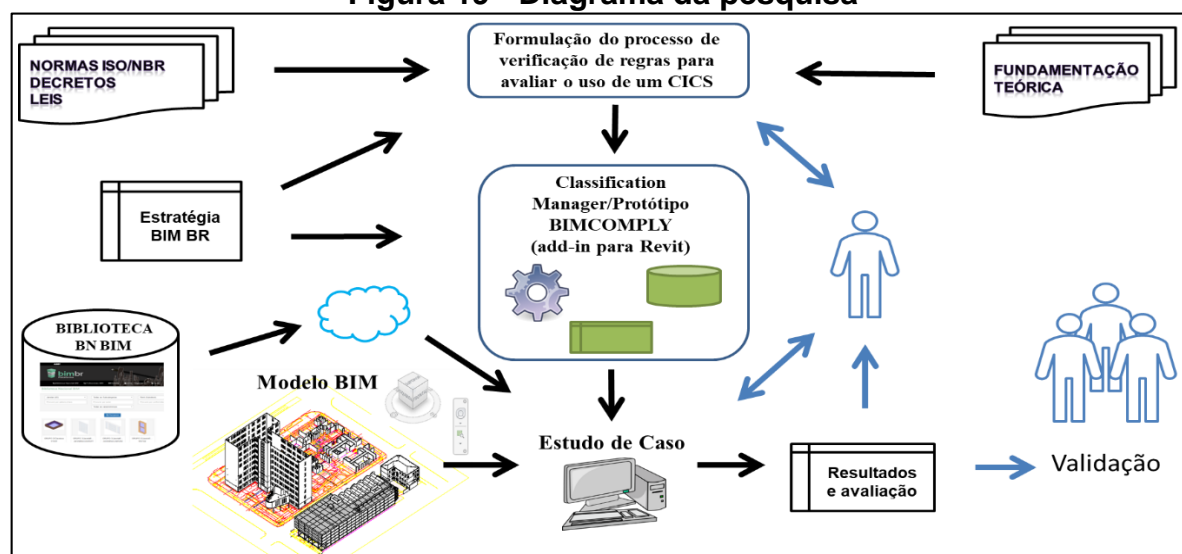 Figura 10 - Diagrama da pesquisa
NORMAS ISO/NBR
DECRETOS
LEIS
Formulação do processo de
verificação de regras para
avaliar o uso de um CICS
FUNDAMENTAÇÃO
TEÓRICA
Estratégia
BIM BR
Classification
Manager/Protótipo
BIMCOMPLY
(add-in para Revit)
BIBLIOTECA
BN BIM
bimbr
Modelo BIM
Estudo de Caso
Resultados
e avaliação
Validação